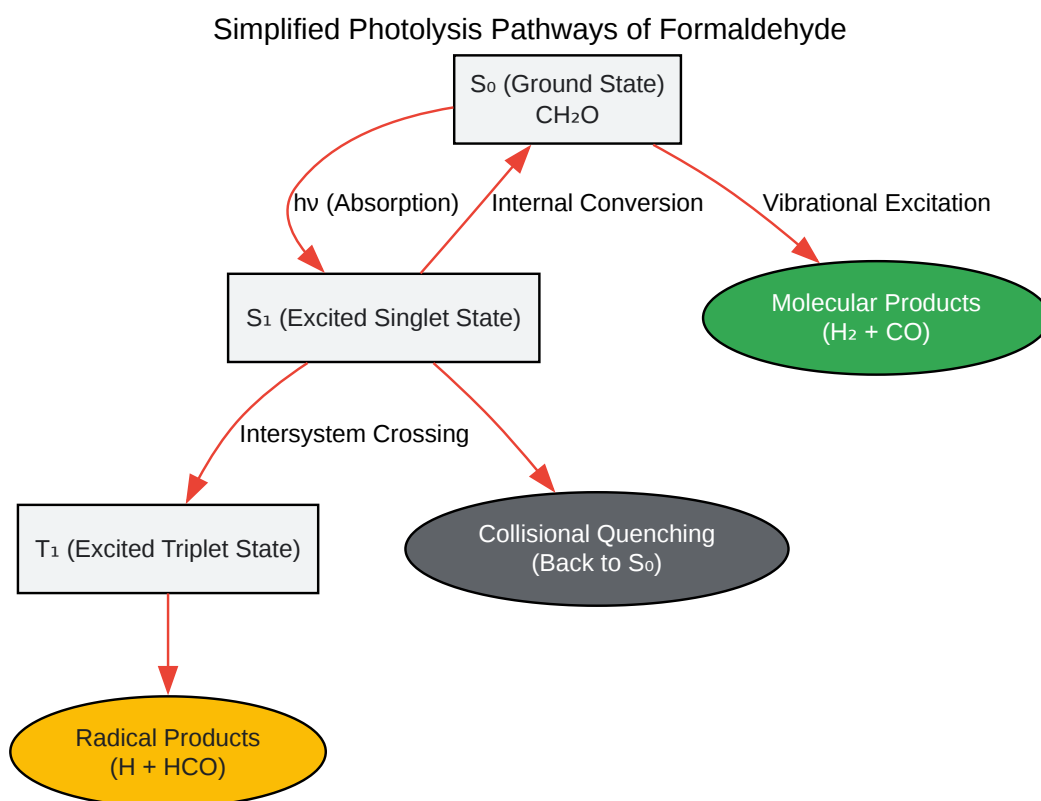 Simplified Photolysis Pathways of Formaldehyde
S₀ (Ground State)
CH₂O
hν (Absorption)
Internal Conversion
Vibrational Excitation
S₁ (Excited Singlet State)
Molecular Products
(H₂ + CO)
Intersystem Crossing
T₁ (Excited Triplet State)
Collisional Quenching
(Back to S₀)
Radical Products
(H + HCO)